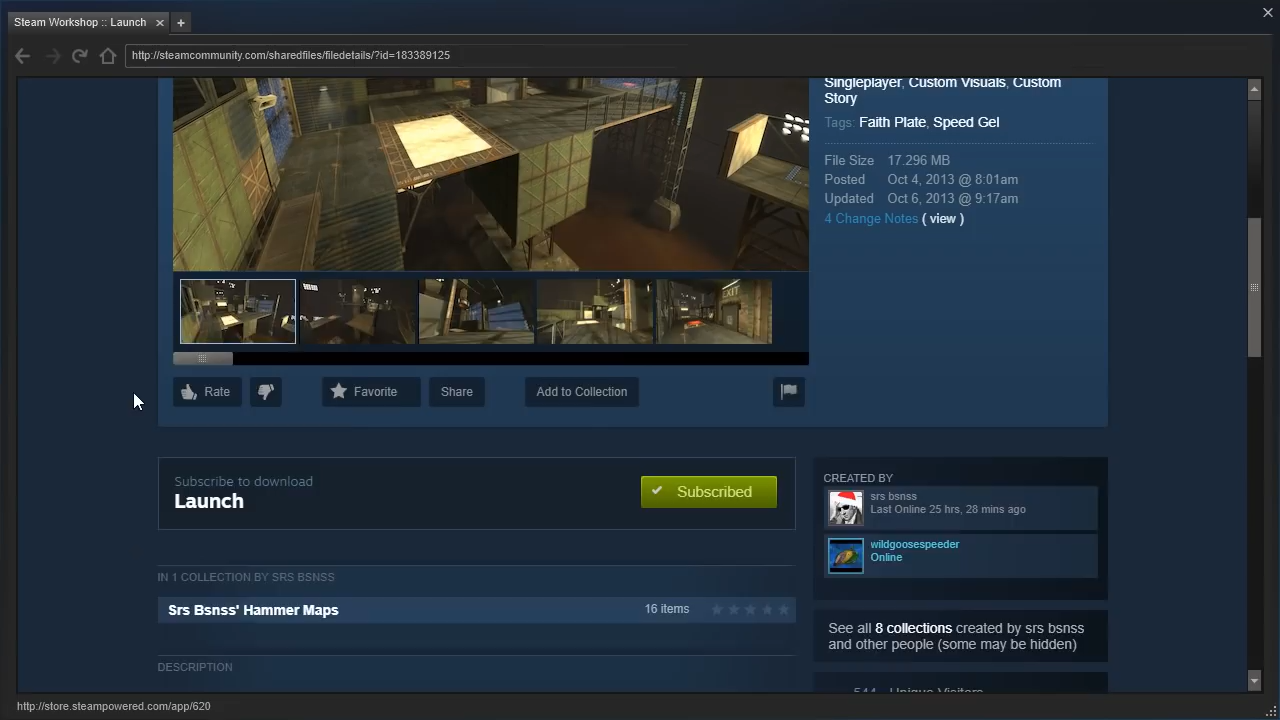 Steam Workshop :: Launch
http://steamcommunity.com/sharedfiles/filedetails/?id=183389125
Singleplayer, Custom Visuals, Custom
Story
Tags: Faith Plate, Speed Gel
File Size 17.296 MB
Posted Oct 4, 2013 @ 8:01am
Updated Oct 6, 2013 @ 9:17am
4 Change Notes ( view )
EXIT
Rate
Favorite
Share
Add to Collection
Subscribe to download
Launch
Subscribed
IN 1 COLLECTION BY SRS BSNSS
Srs Bsnss' Hammer Maps
16 items
DESCRIPTION
CREATED BY
srs bsnss
Last Online 25 hrs, 28 mins ago
wildgoosespeeder
Online
See all 8 collections created by srs bsnss
and other people (some may be hidden)
544 Unique Visitors
http://store.steampowered.com/app/620